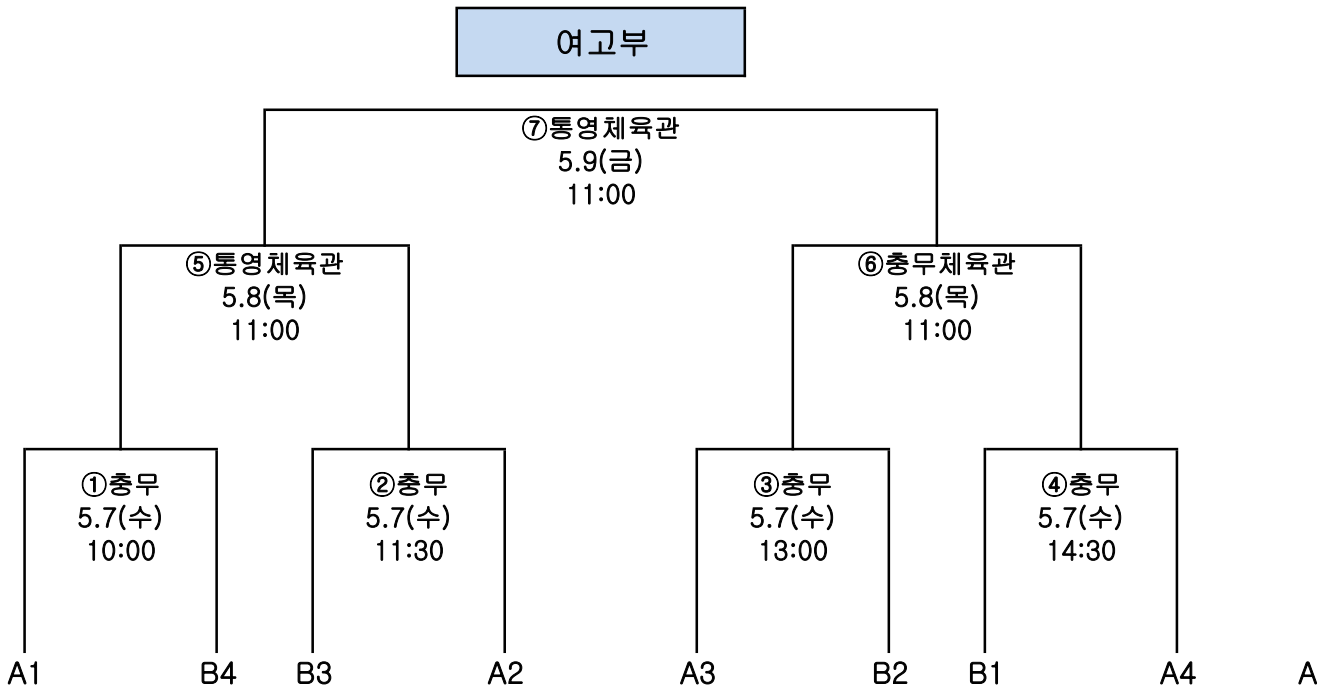 여고부
⑦통영체육관
5.9(금)
11:00
⑤통영체육관
5.8(목)
11:00
⑥충무체육관
5.8(목)
11:00
①충무
5.7(수)
10:00
②충무
5.7(수)
11:30
③충무
5.7(수)
13:00
④충무
5.7(수)
14:30
A1 B4 B3 A2 A3 B2 B1 A4 A